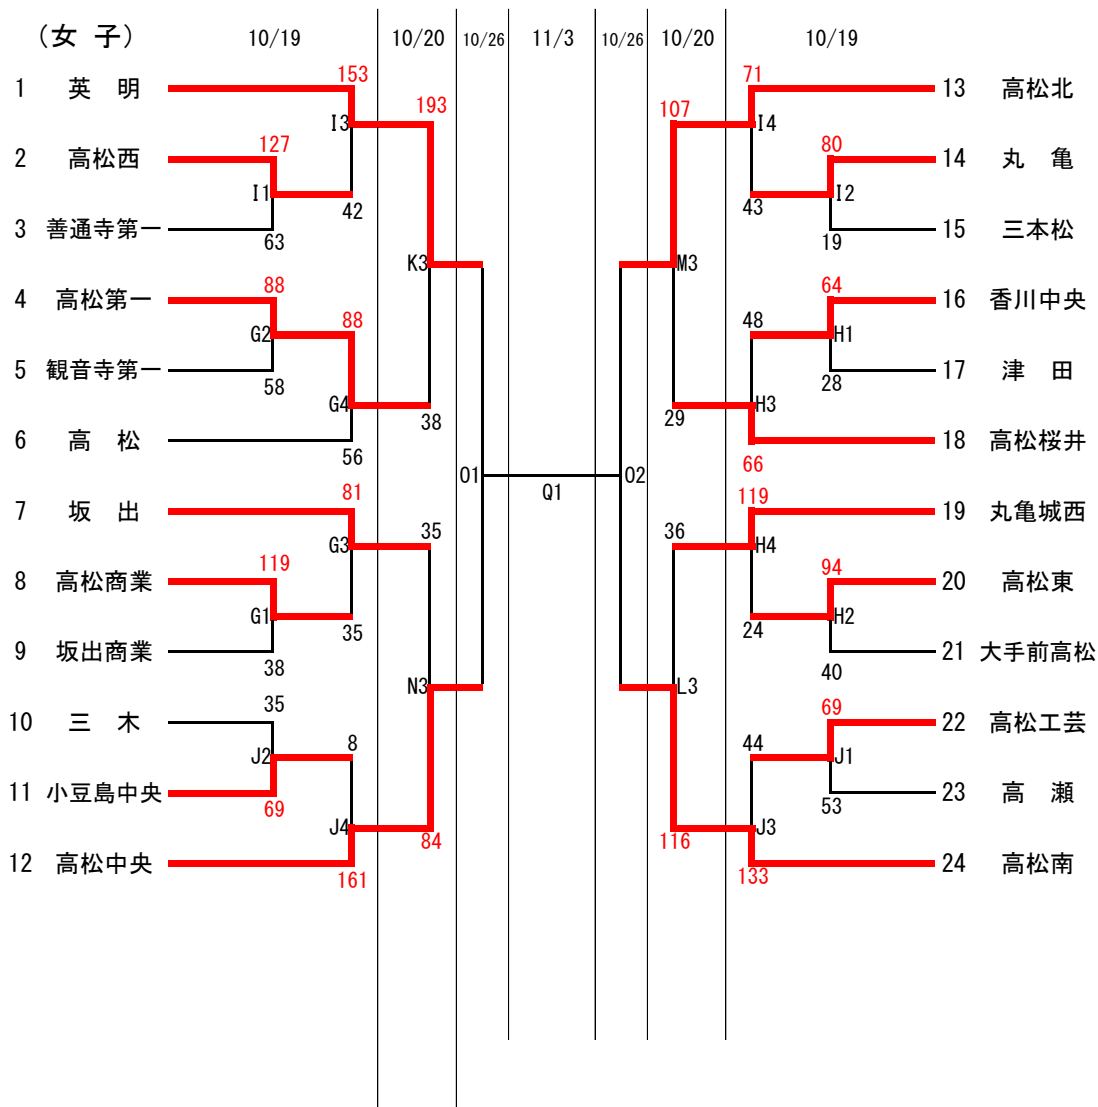 (女 子) 10/19 10/20 10/26 11/3 10/26 10/20 10/19
153 71
1 英 明 193 107 13 高松北
I3 I4
127 80
2 高松西 14 丸 亀
I1 42 43 I2
3 善通寺第一 63 19 15 三本松
K3 M3
88 64
4 高松第一 88 48 16 香川中央
G2 H1
5 観音寺第一 58 28 17 津 田
G4 38 29 H3
6 高 松 56 66 18 高松桜井
O1 Q1 O2
81 119
7 坂 出 35 36 19 丸亀城西
G3 H4
119 94
8 高松商業 20 高松東
G1 35 24 H2
9 坂出商業 38 40 21 大手前高松
N3 L3
35 69
10 三 木 8 44 22 高松工芸
J2 J1
11 小豆島中央 69 53 23 高 瀬
J4 84 116 J3
12 高松中央 161 133 24 高松南